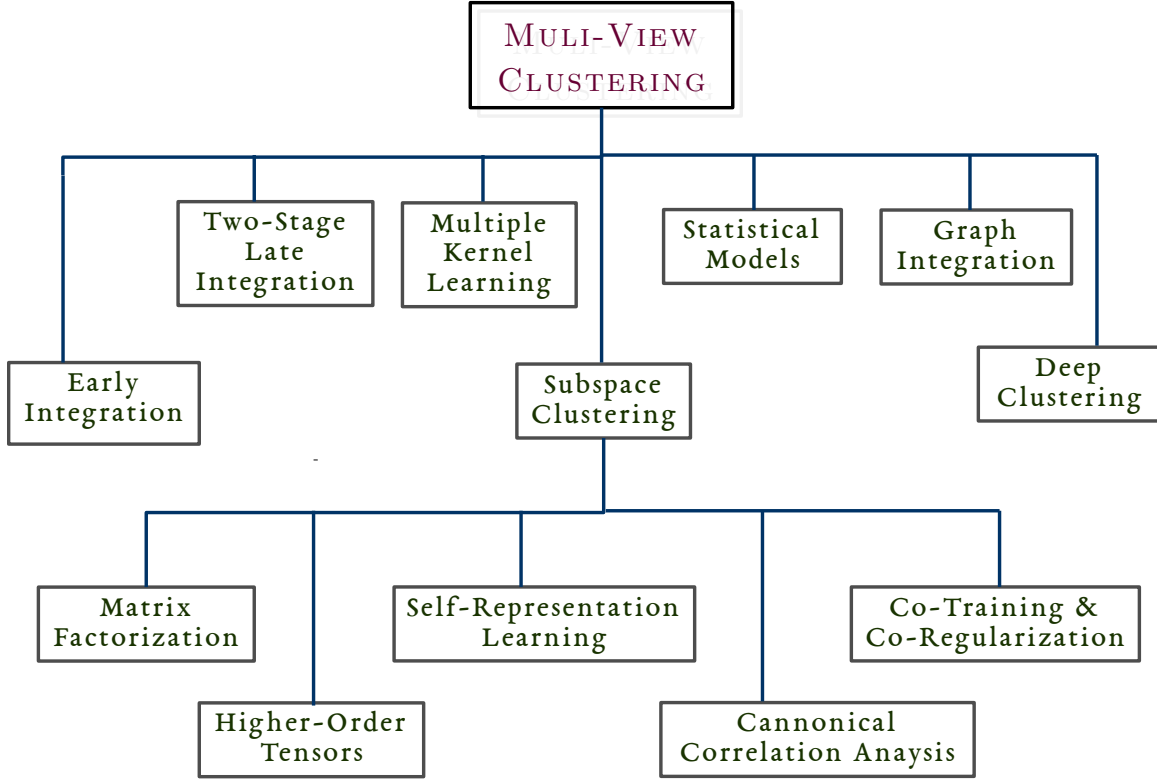 MULI-VIEW
CLUSTERING
Two-Stage
Late
Integration
Multiple
Kernel
Learning
Statistical
Models
Graph
Integration
Early
Integration
Subspace
Clustering
Deep
Clustering
-
Matrix
Factorization
Self-Representation
Learning
Co-Training &
Co-Regularization
Higher-Order
Tensors
Cannonical
Correlation Anaysis